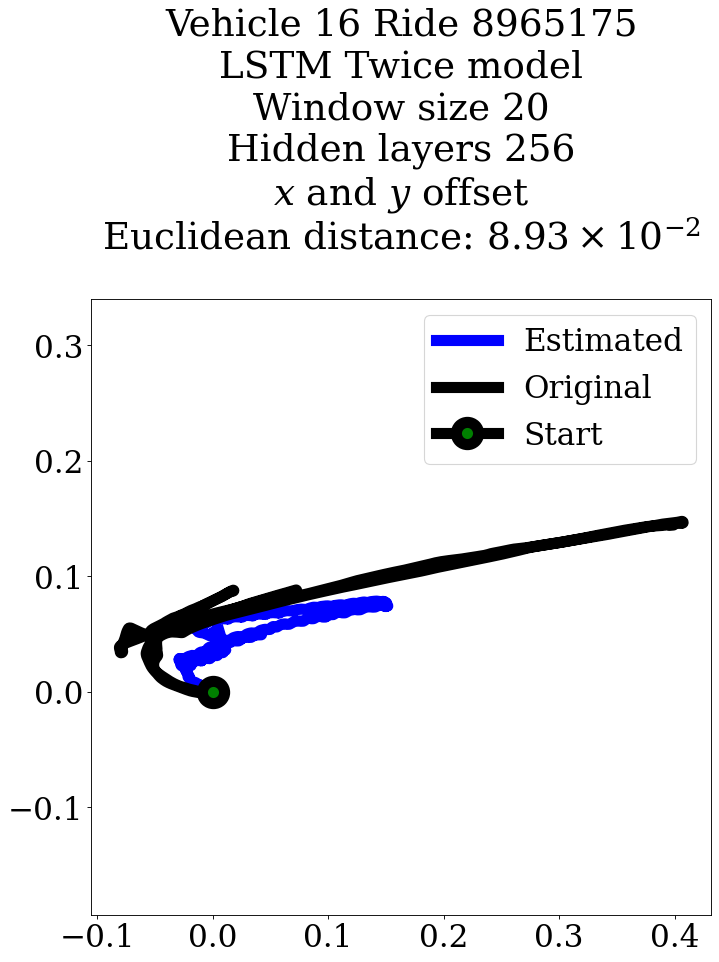 Vehicle 16 Ride 8965175
LSTM Twice model
Window size 20
Hidden layers 256
x and y offset
Euclidean distance: 8.93 × 10⁻²
Estimated
Original
Start
0.3
0.2
0.1
0.0
−0.1
−0.1 0.0 0.1 0.2 0.3 0.4